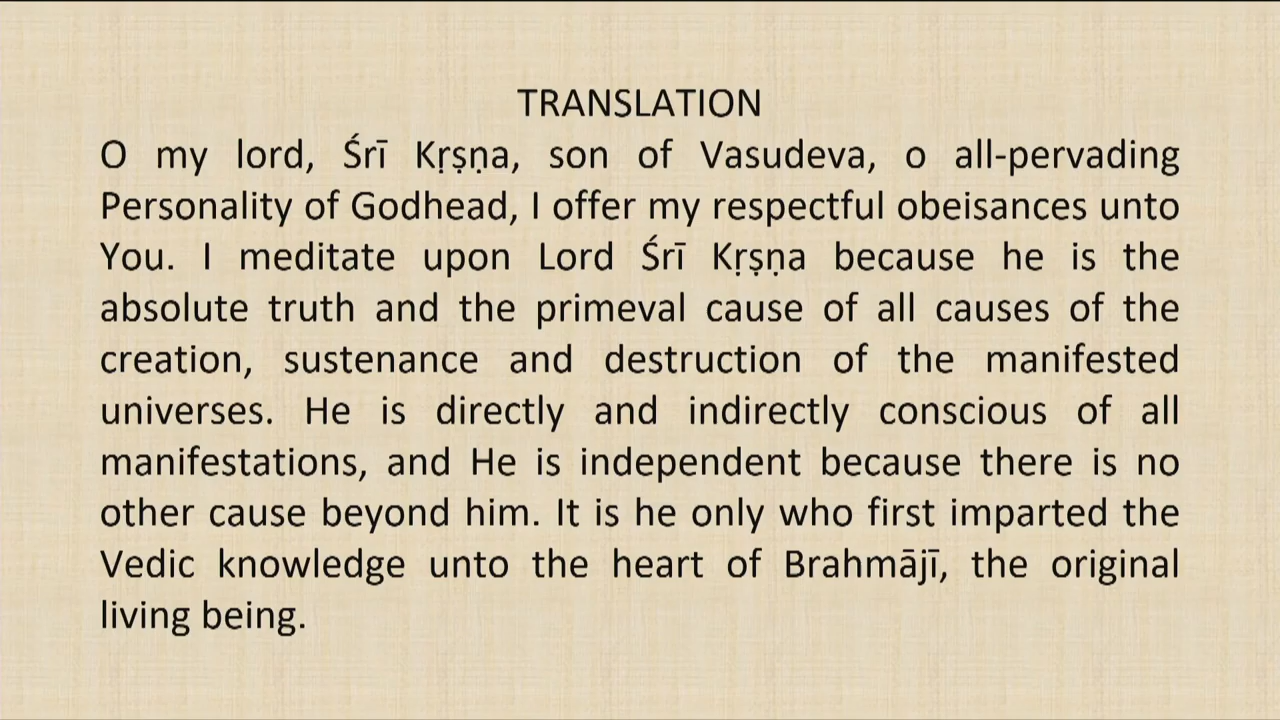 TRANSLATION
O my lord, Śrī Kṛṣṇa, son of Vasudeva, o all-pervading
Personality of Godhead, I offer my respectful obeisances unto
You. I meditate upon Lord Śrī Kṛṣṇa because he is the
absolute truth and the primeval cause of all causes of the
creation, sustenance and destruction of the manifested
universes. He is directly and indirectly conscious of all
manifestations, and He is independent because there is no
other cause beyond him. It is he only who first imparted the
Vedic knowledge unto the heart of Brahmājī, the original
living being.